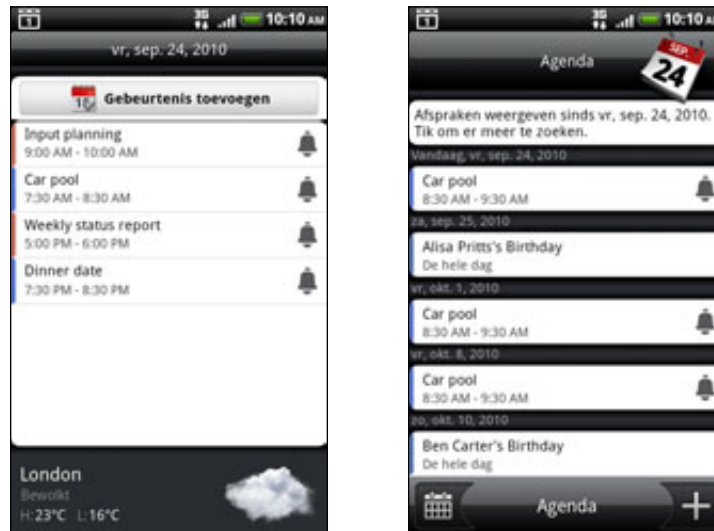 1
3G
10:10 AM
vr, sep. 24, 2010
Gebeurtenis toevoegen
Input planning
9:00 AM - 10:00 AM
Car pool
7:30 AM - 8:30 AM
Weekly status report
5:00 PM - 6:00 PM
Dinner date
7:30 PM - 8:30 PM
London
Bewolkt
H:23°C L:16°C
1
3G
10:10 A
Agenda
SEP.
24
Afspraken weergeven sinds vr, sep. 24, 2010.
Tik om er meer te zoeken.
Vandaag, vr, sep. 24, 2010
Car pool
8:30 AM - 9:30 AM
za, sep. 25, 2010
Alisa Pritts's Birthday
De hele dag
vr, okt. 1, 2010
Car pool
8:30 AM - 9:30 AM
vr, okt. 8, 2010
Car pool
8:30 AM - 9:30 AM
zo, okt. 10, 2010
Ben Carter's Birthday
De hele dag
Agenda